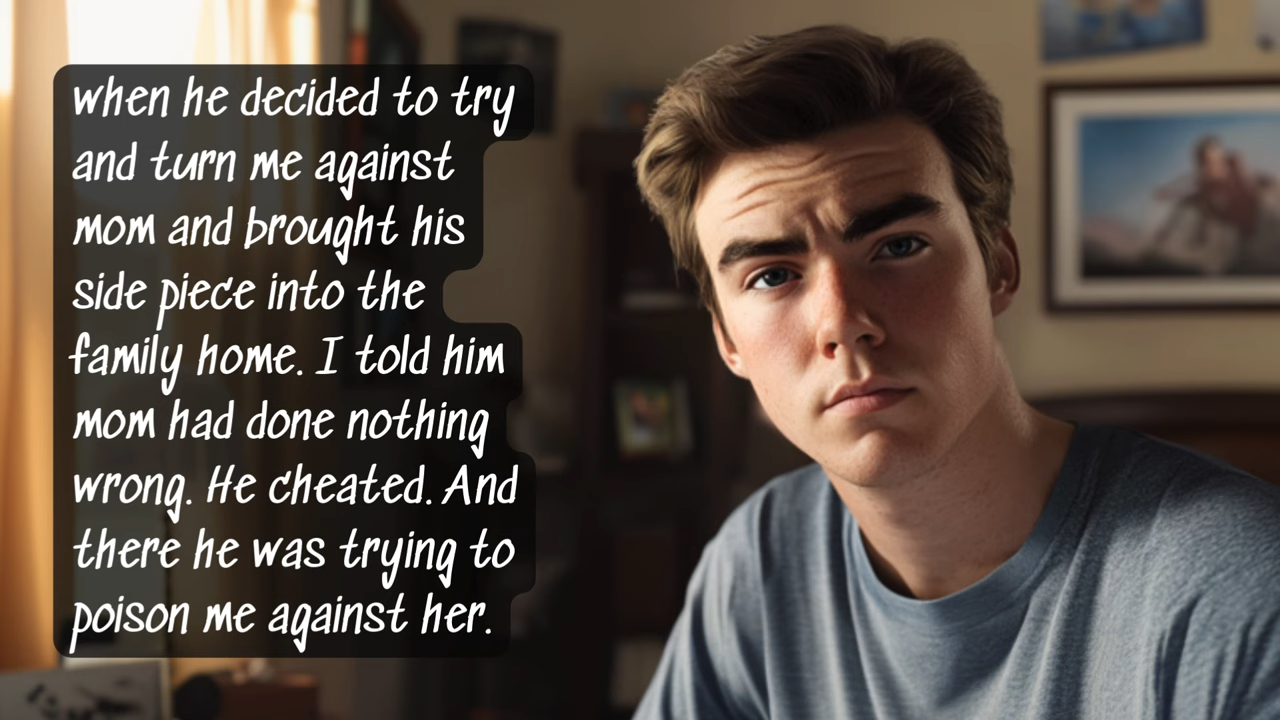 when he decided to try
and turn me against
mom and brought his
side piece into the
family home. I told him
mom had done nothing
wrong. He cheated. And
there he was trying to
poison me against her.